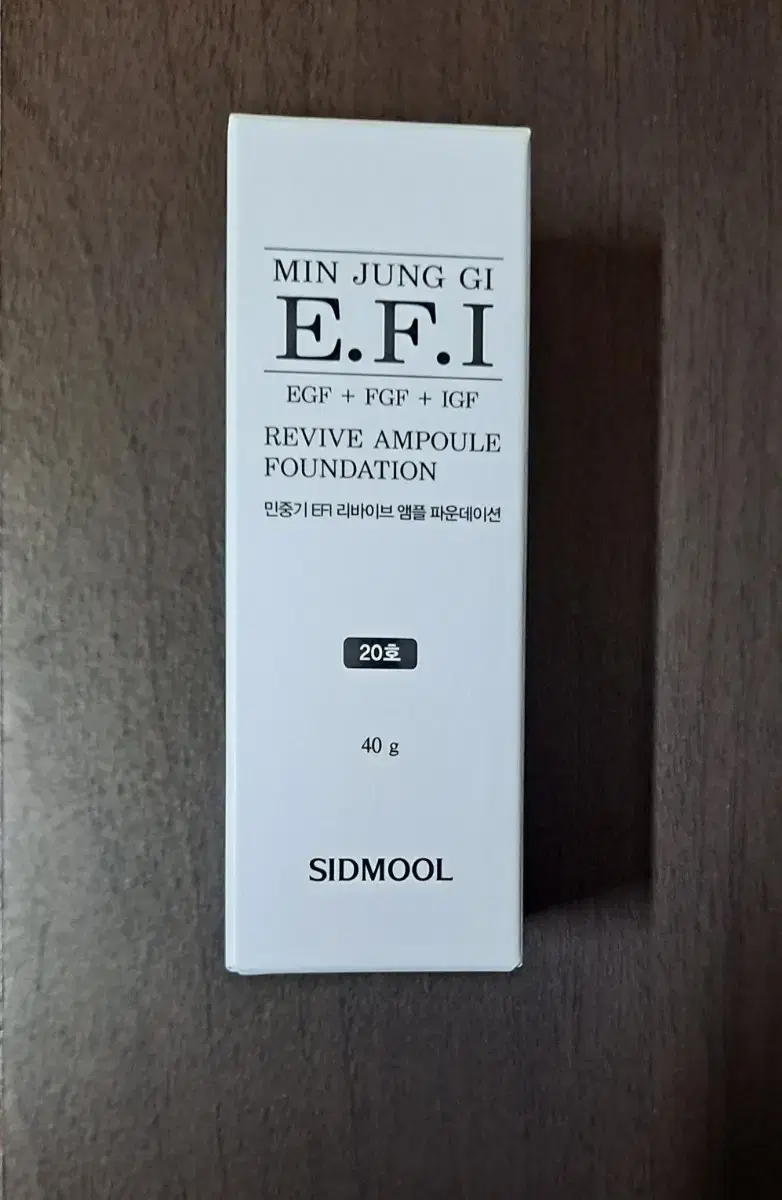 MIN JUNG GI
E.F.I
EGF + FGF + IGF
REVIVE AMPOULE
FOUNDATION
민중기 EFI 리바이브 앰플 파운데이션
20호
40 g
SIDMOOL